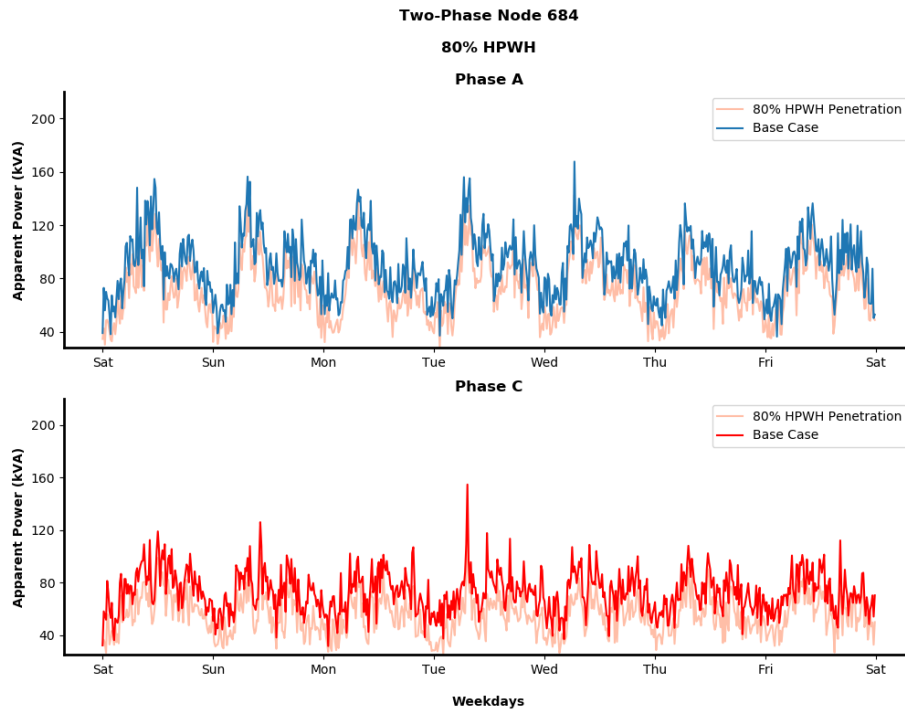 Two-Phase Node 684
80% HPWH
Phase A
80% HPWH Penetration
Base Case
Apparent Power (kVA)
200
160
120
80
40
Sat Sun Mon Tue Wed Thu Fri Sat
Phase C
80% HPWH Penetration
Base Case
Apparent Power (kVA)
200
160
120
80
40
Sat Sun Mon Tue Wed Thu Fri Sat
Weekdays